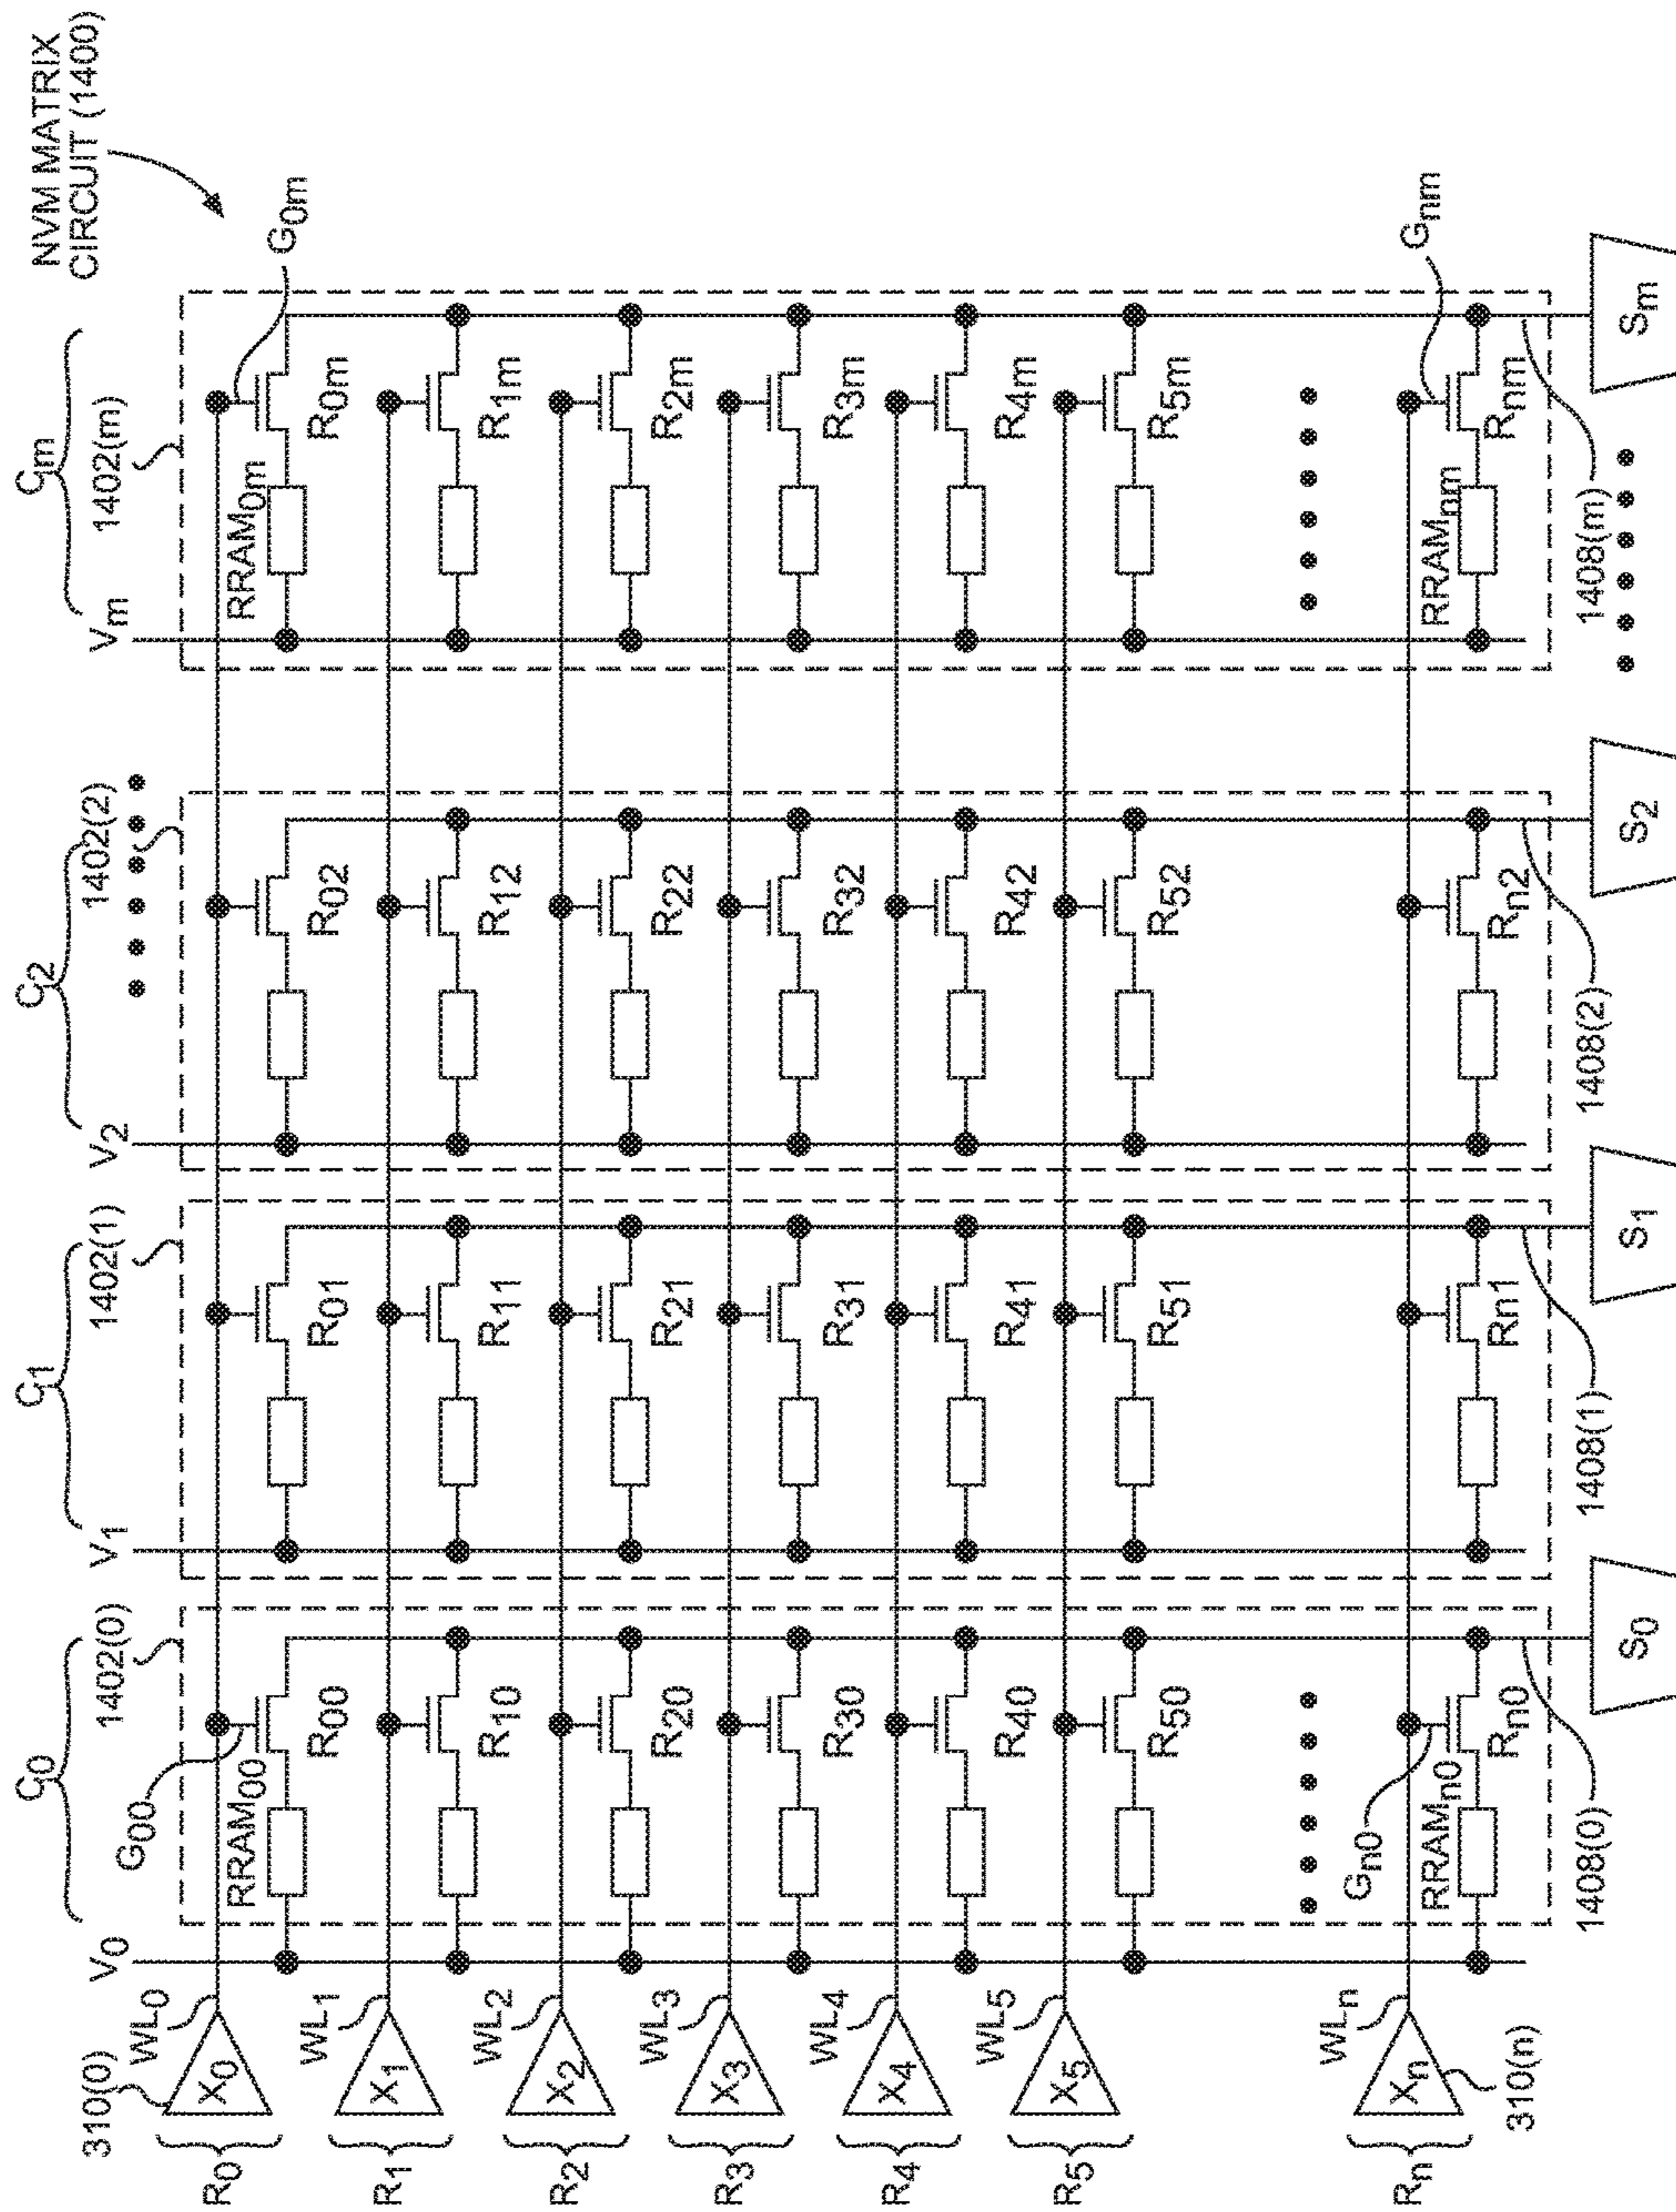 NVM MATRIX
CIRCUIT (1400)
C0 C1 C2 Cm
1402(0) 1402(1) 1402(2) 1402(m)
V0 V1 V2 Vm
310(0) WL0 G00 G0m
R0 X0 RRAM00 R00 R01 R02 RRAM0m R0m
WL1
R1 X1 R10 R11 R12 R1m
WL2
R2 X2 R20 R21 R22 R2m
WL3
R3 X3 R30 R31 R32 R3m
WL4
R4 X4 R40 R41 R42 R4m
WL5
R5 X5 R50 R51 R52 R5m
WLn Gn0 Gnm
Rn Xn RRAMn0 Rn0 Rn1 Rn2 RRAMnm Rnm
310(n)
1408(0) 1408(1) 1408(2) 1408(m)
S0 S1 S2 Sm